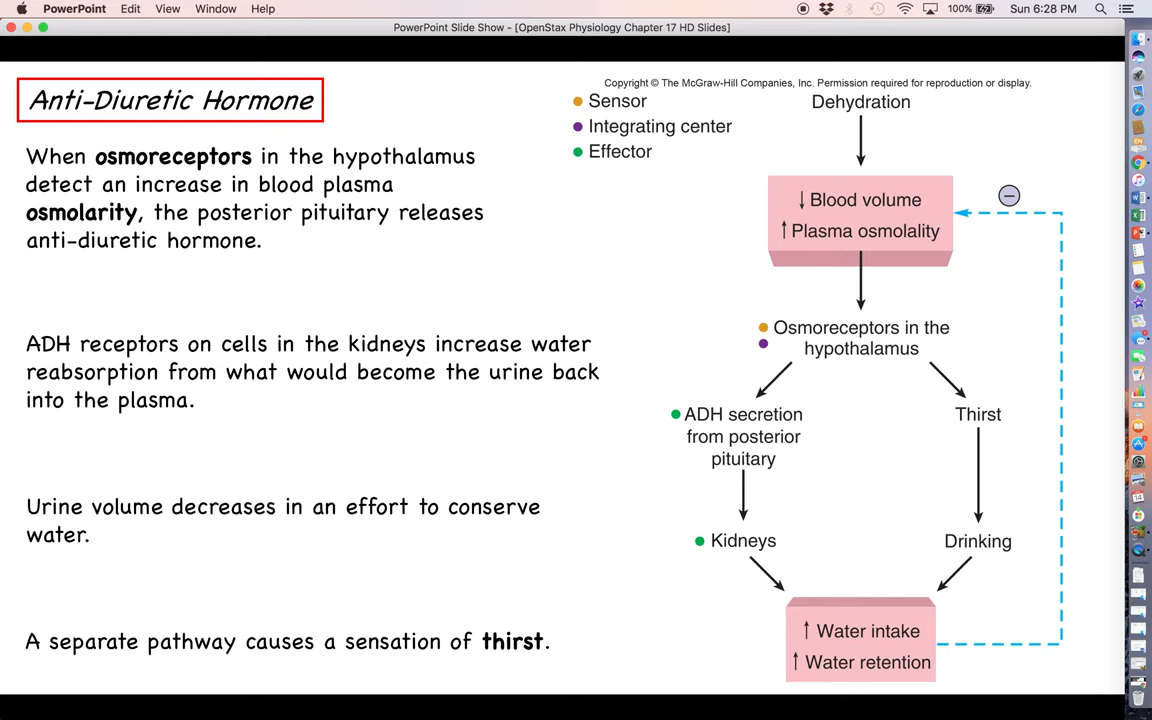 PowerPoint File Edit View Window Help 100% Sun 6:28 PM
PowerPoint Slide Show - [OpenStax Physiology Chapter 17 HD Slides]
Anti-Diuretic Hormone
When osmoreceptors in the hypothalamus
detect an increase in blood plasma
osmolarity, the posterior pituitary releases
anti-diuretic hormone.
ADH receptors on cells in the kidneys increase water
reabsorption from what would become the urine back
into the plasma.
Urine volume decreases in an effort to conserve
water.
A separate pathway causes a sensation of thirst.
Copyright © The McGraw-Hill Companies, Inc. Permission required for reproduction or display.
Sensor
Integrating center
Effector
Dehydration
↓ Blood volume
↑ Plasma osmolality
−
Osmoreceptors in the
hypothalamus
ADH secretion
from posterior
pituitary
Thirst
Kidneys
Drinking
↑ Water intake
↑ Water retention